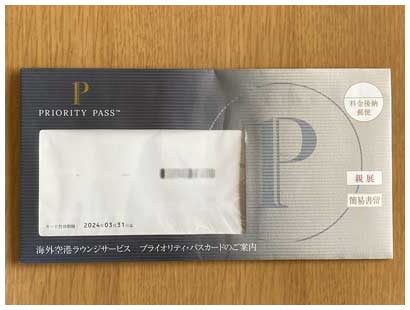 P
PRIORITY PASS™
料金後納
郵便
P
親展
簡易書留
カード有効期限 2024年03月31日迄
海外空港ラウンジサービス プライオリティ・パスカードのご案内